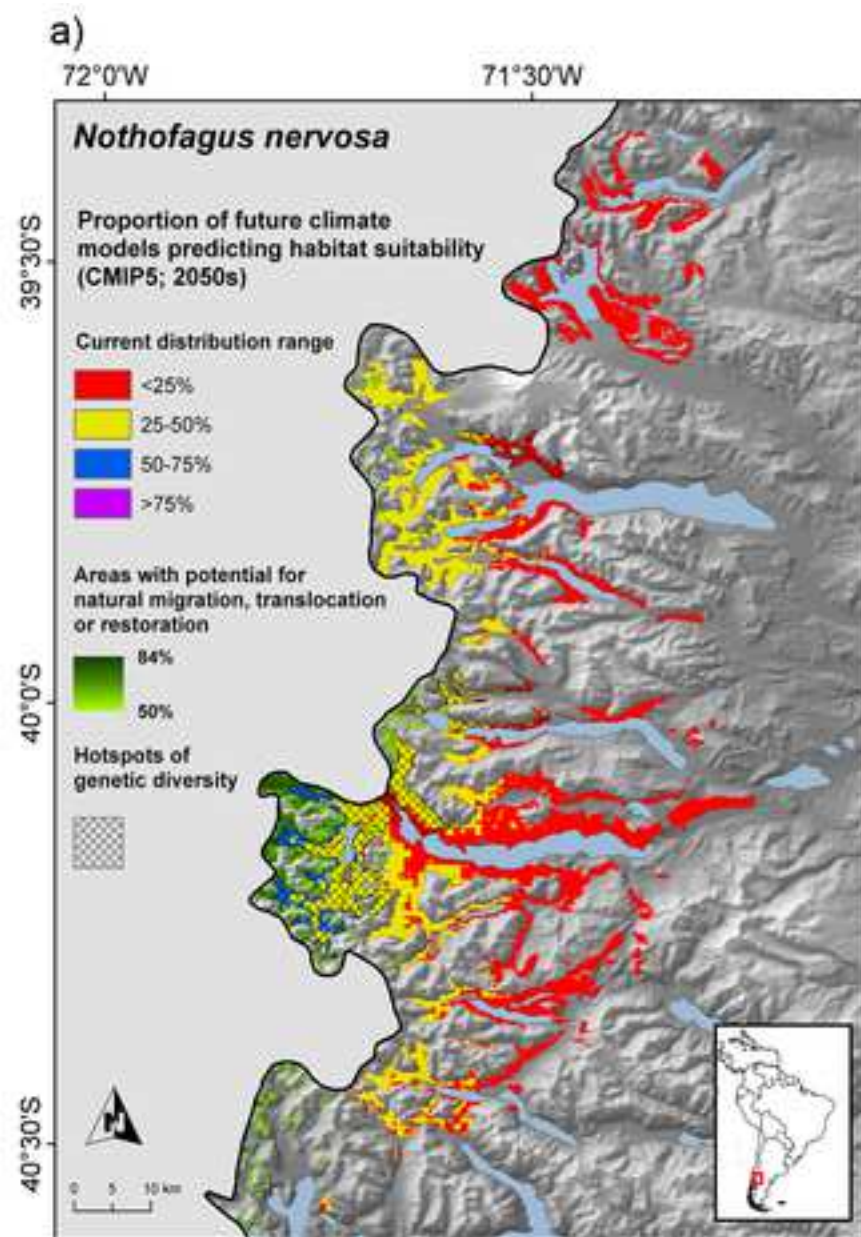 a)
72°0'W
71°30'W
Nothofagus nervosa
Proportion of future climate
models predicting habitat suitability
(CMIP5; 2050s)
39°30'S
Current distribution range
<25%
25-50%
50-75%
>75%
Areas with potential for
natural migration, translocation
or restoration
84%
50%
40°0'S
Hotspots of
genetic diversity
N
40°30'S
0 5 10 km